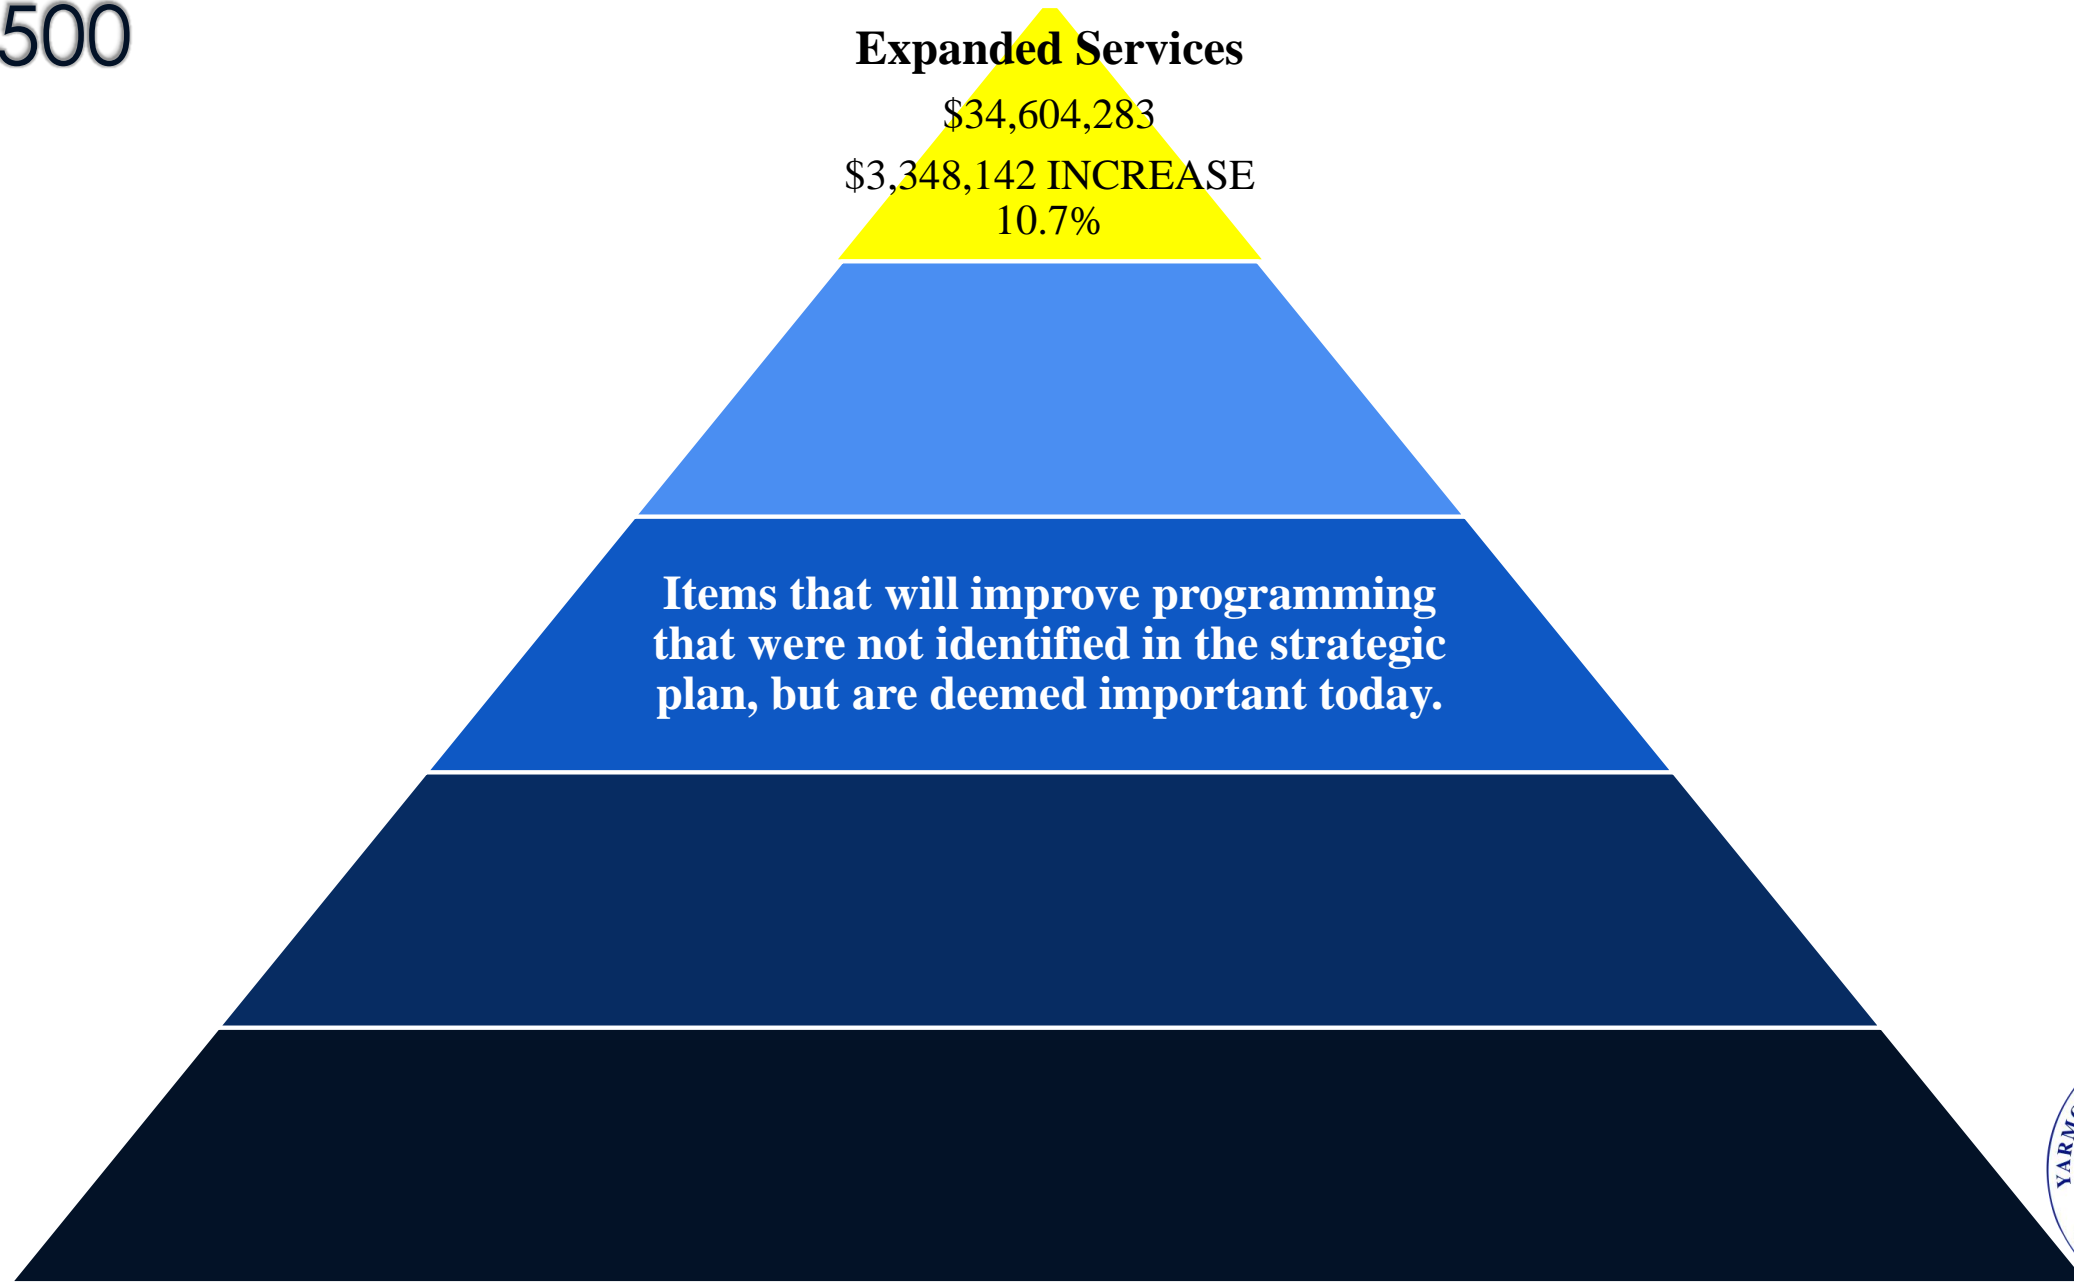 500
Expanded Services
$34,604,283
$3,348,142 INCREASE
10.7%
Items that will improve programming
that were not identified in the strategic
plan, but are deemed important today.